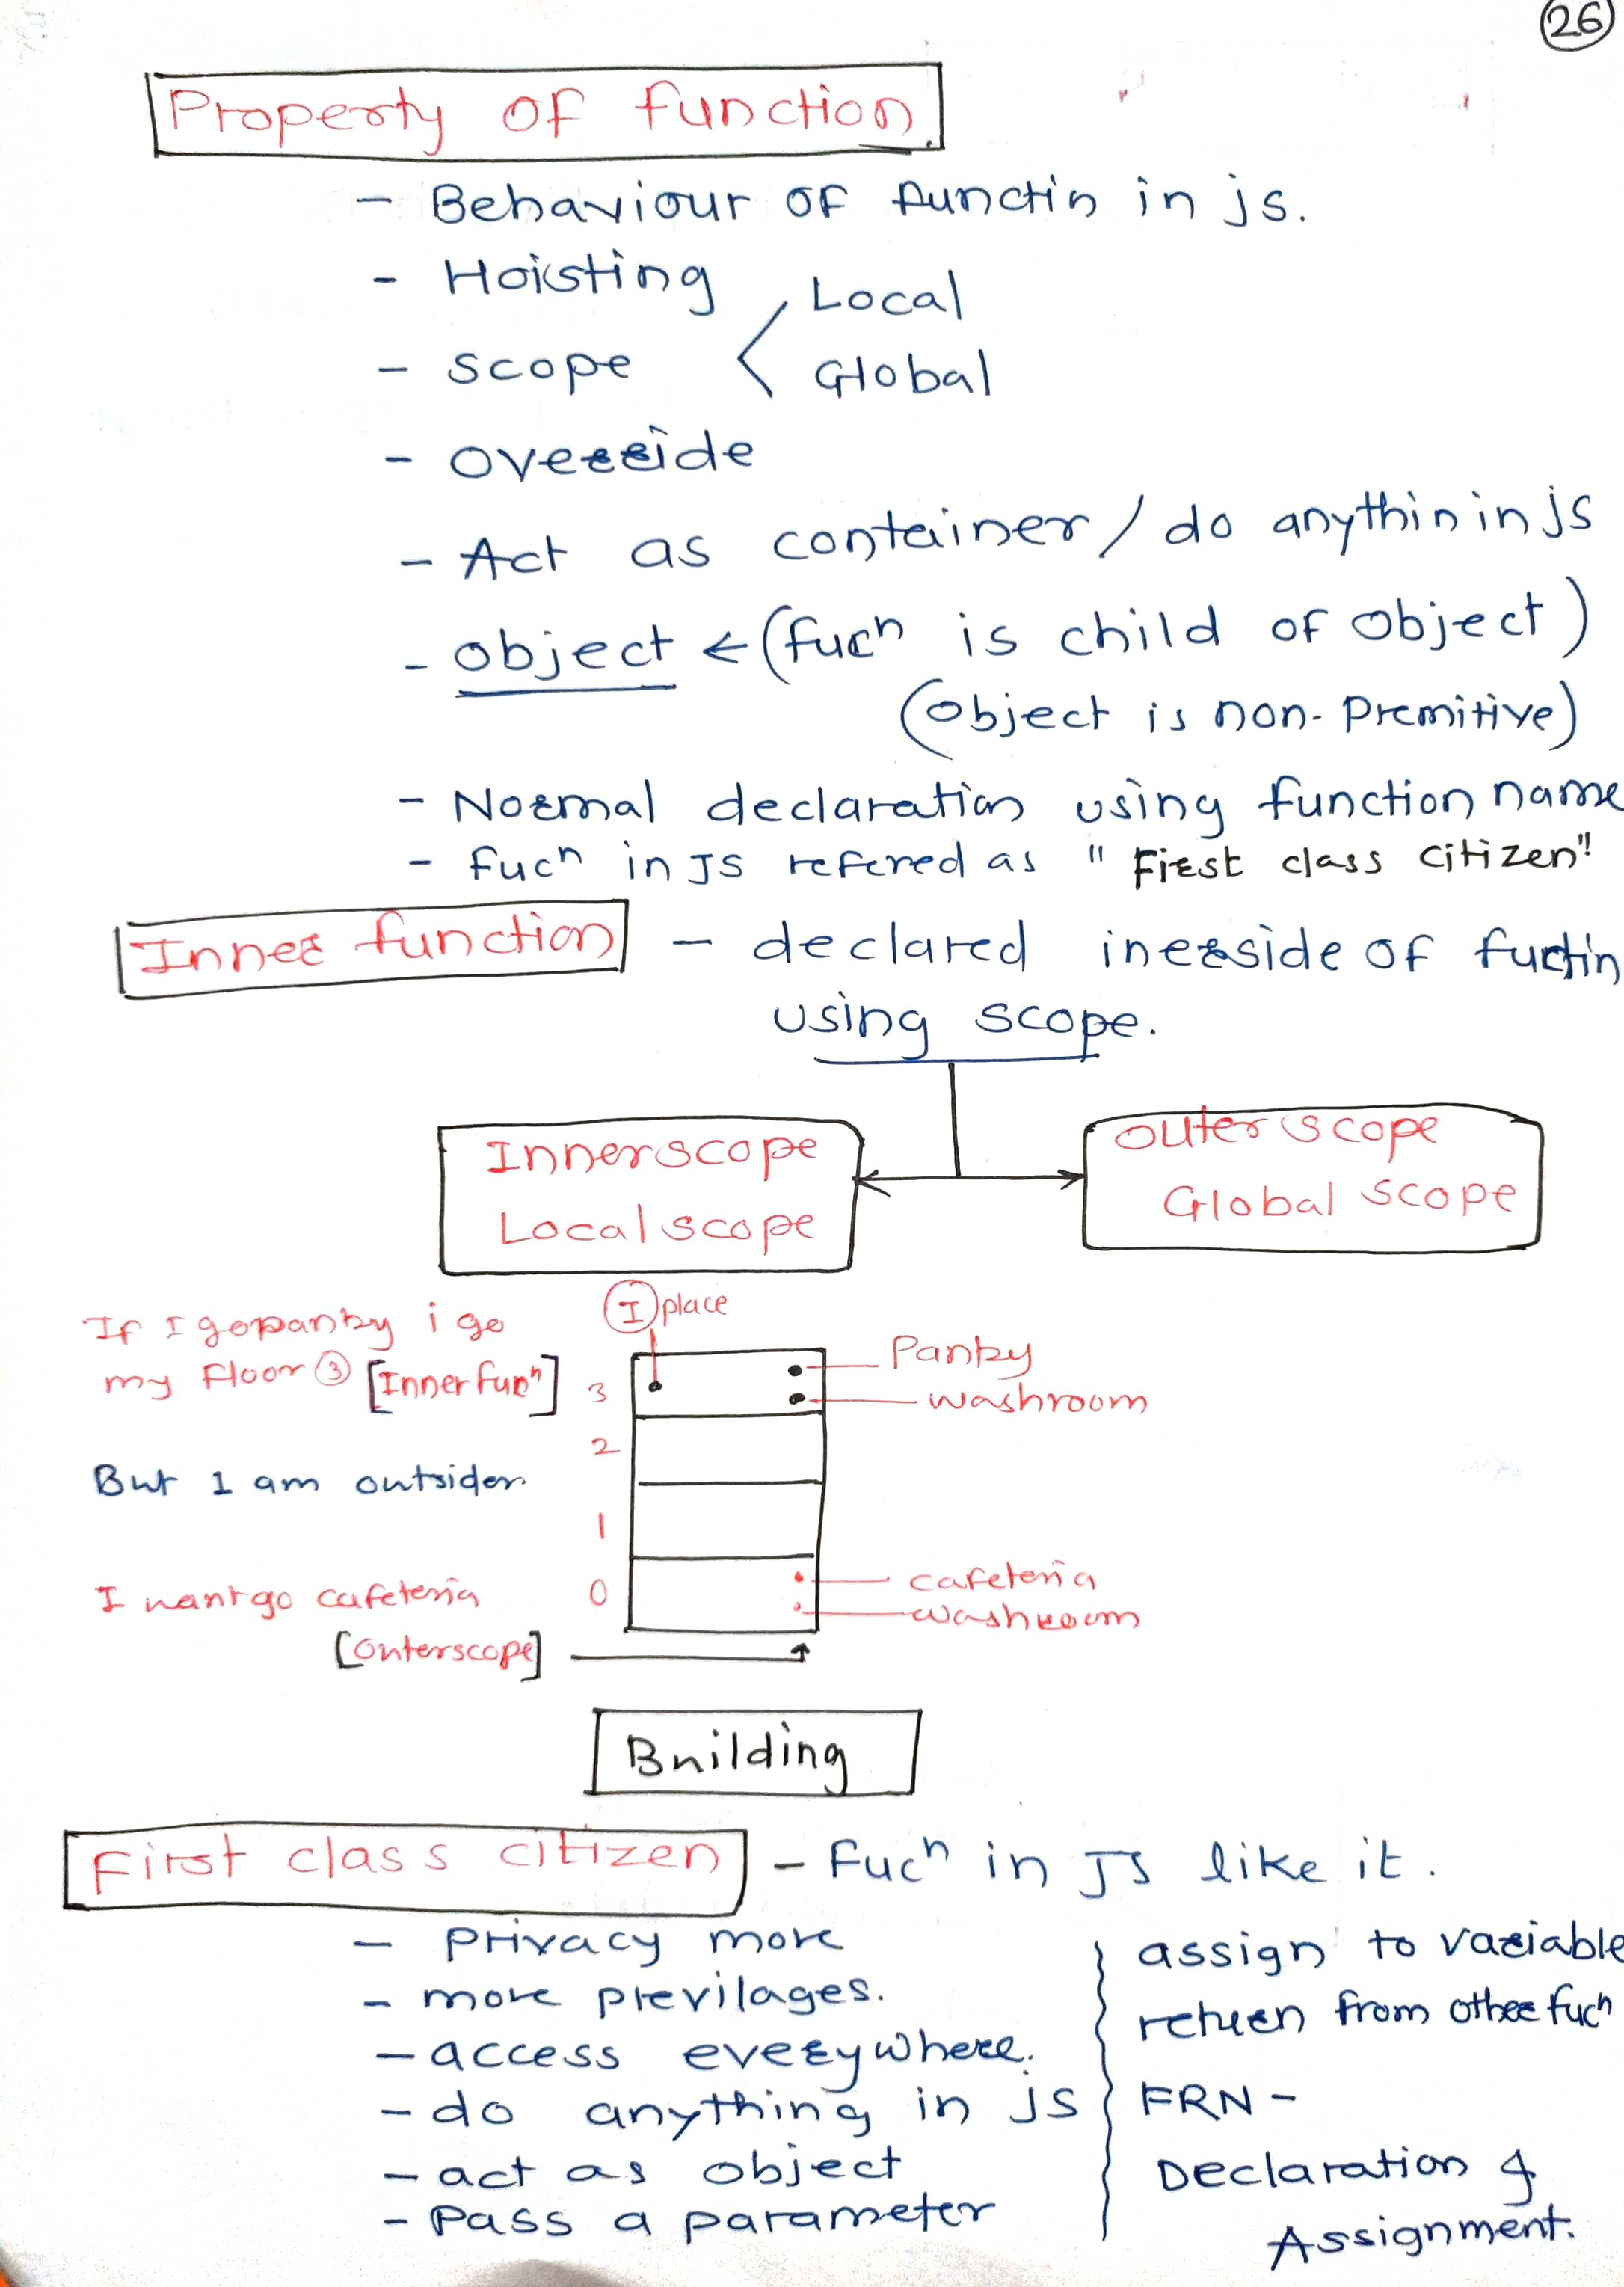 26
Property of function.
- Behaviour of functin in js.
- Hoisting
Local
- scope
Global
- override
- Act as container / do anythin in js
- object ← (fucn is child of object)
(object is non-premitive)
- Normal declaration using function name
- fucn in JS refered as "First class citizen"!
Inner function - declared inerside of fuctin
using scope.
Innerscope
Local scope
outer scope
Global scope
I place
If I go panty i go
my floor 3 [Inner fucn]
3
Pantry
washroom
2
But I am outsider.
1
I want go cafeteria
0
cafeteria
washroom
[outerscope]
Building
First class citizen - fucn in JS like it.
- privacy more
- more previlages.
- access everywhere.
- do anything in js
- act as object
- Pass a parameter
assign to variable
return from other fucn
FRN -
Declaration &
Assignment.